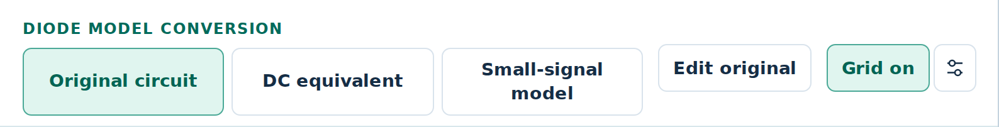 DIODE MODEL CONVERSION
Original circuit
DC equivalent
Small-signal
model
Edit original
Grid on